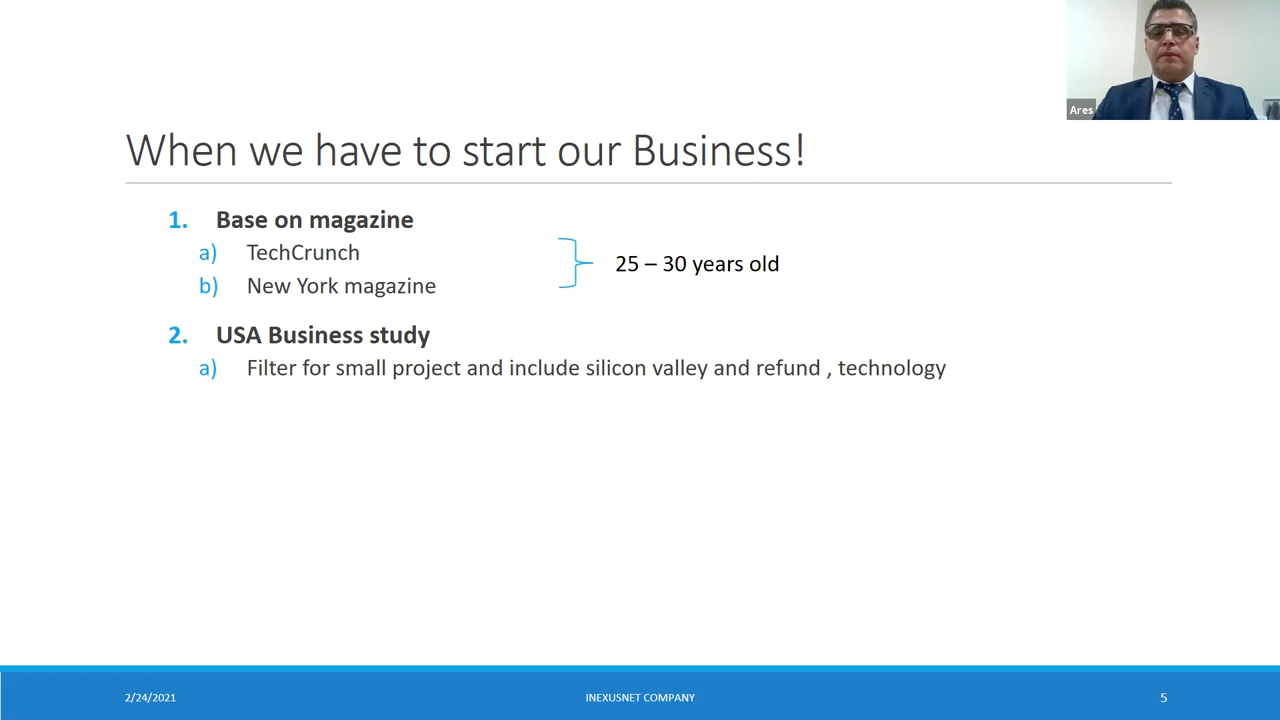 Ares
When we have to start our Business!
1. Base on magazine
a) TechCrunch
b) New York magazine
25 – 30 years old
2. USA Business study
a) Filter for small project and include silicon valley and refund , technology
2/24/2021
INEXUSNET COMPANY
5